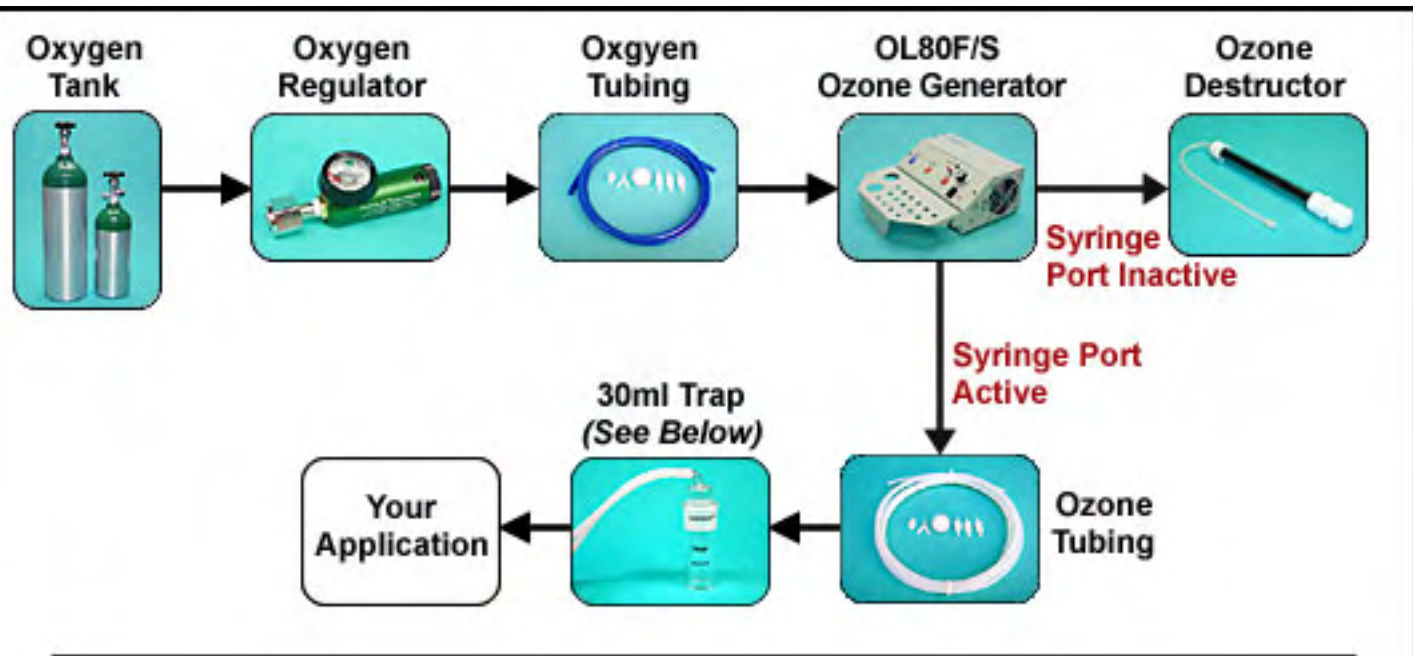 Oxygen
Tank
Oxygen
Regulator
Oxgyen
Tubing
OL80F/S
Ozone Generator
Ozone
Destructor
Syringe
Port Inactive
Syringe Port
Active
30ml Trap
(See Below)
Your
Application
Ozone
Tubing